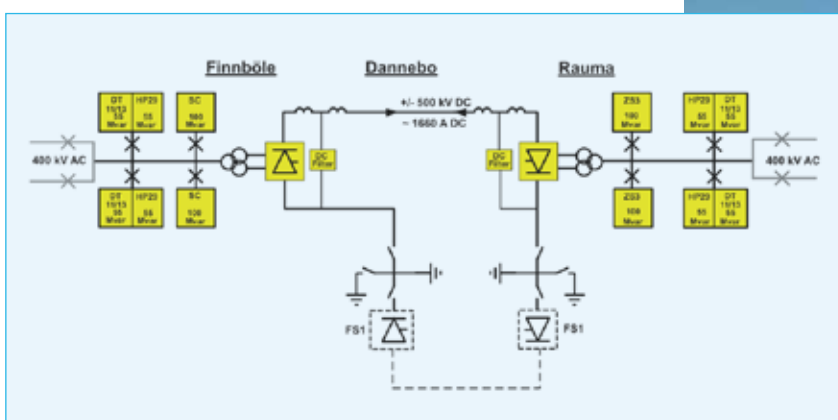 Finnböle
Dannebo
Rauma
DT
11/13
55
Mvar
HP29
55
Mvar
SC
100
Mvar
+/- 500 kV DC
~ 1660 A DC
ZS3
100
Mvar
HP29
55
Mvar
DT
11/13
55
Mvar
400 kV AC
DC
Filter
DC
Filter
400 kV AC
DT
11/13
55
Mvar
HP29
55
Mvar
SC
100
Mvar
ZS3
100
Mvar
HP29
55
Mvar
DT
11/13
55
Mvar
FS1
FS1